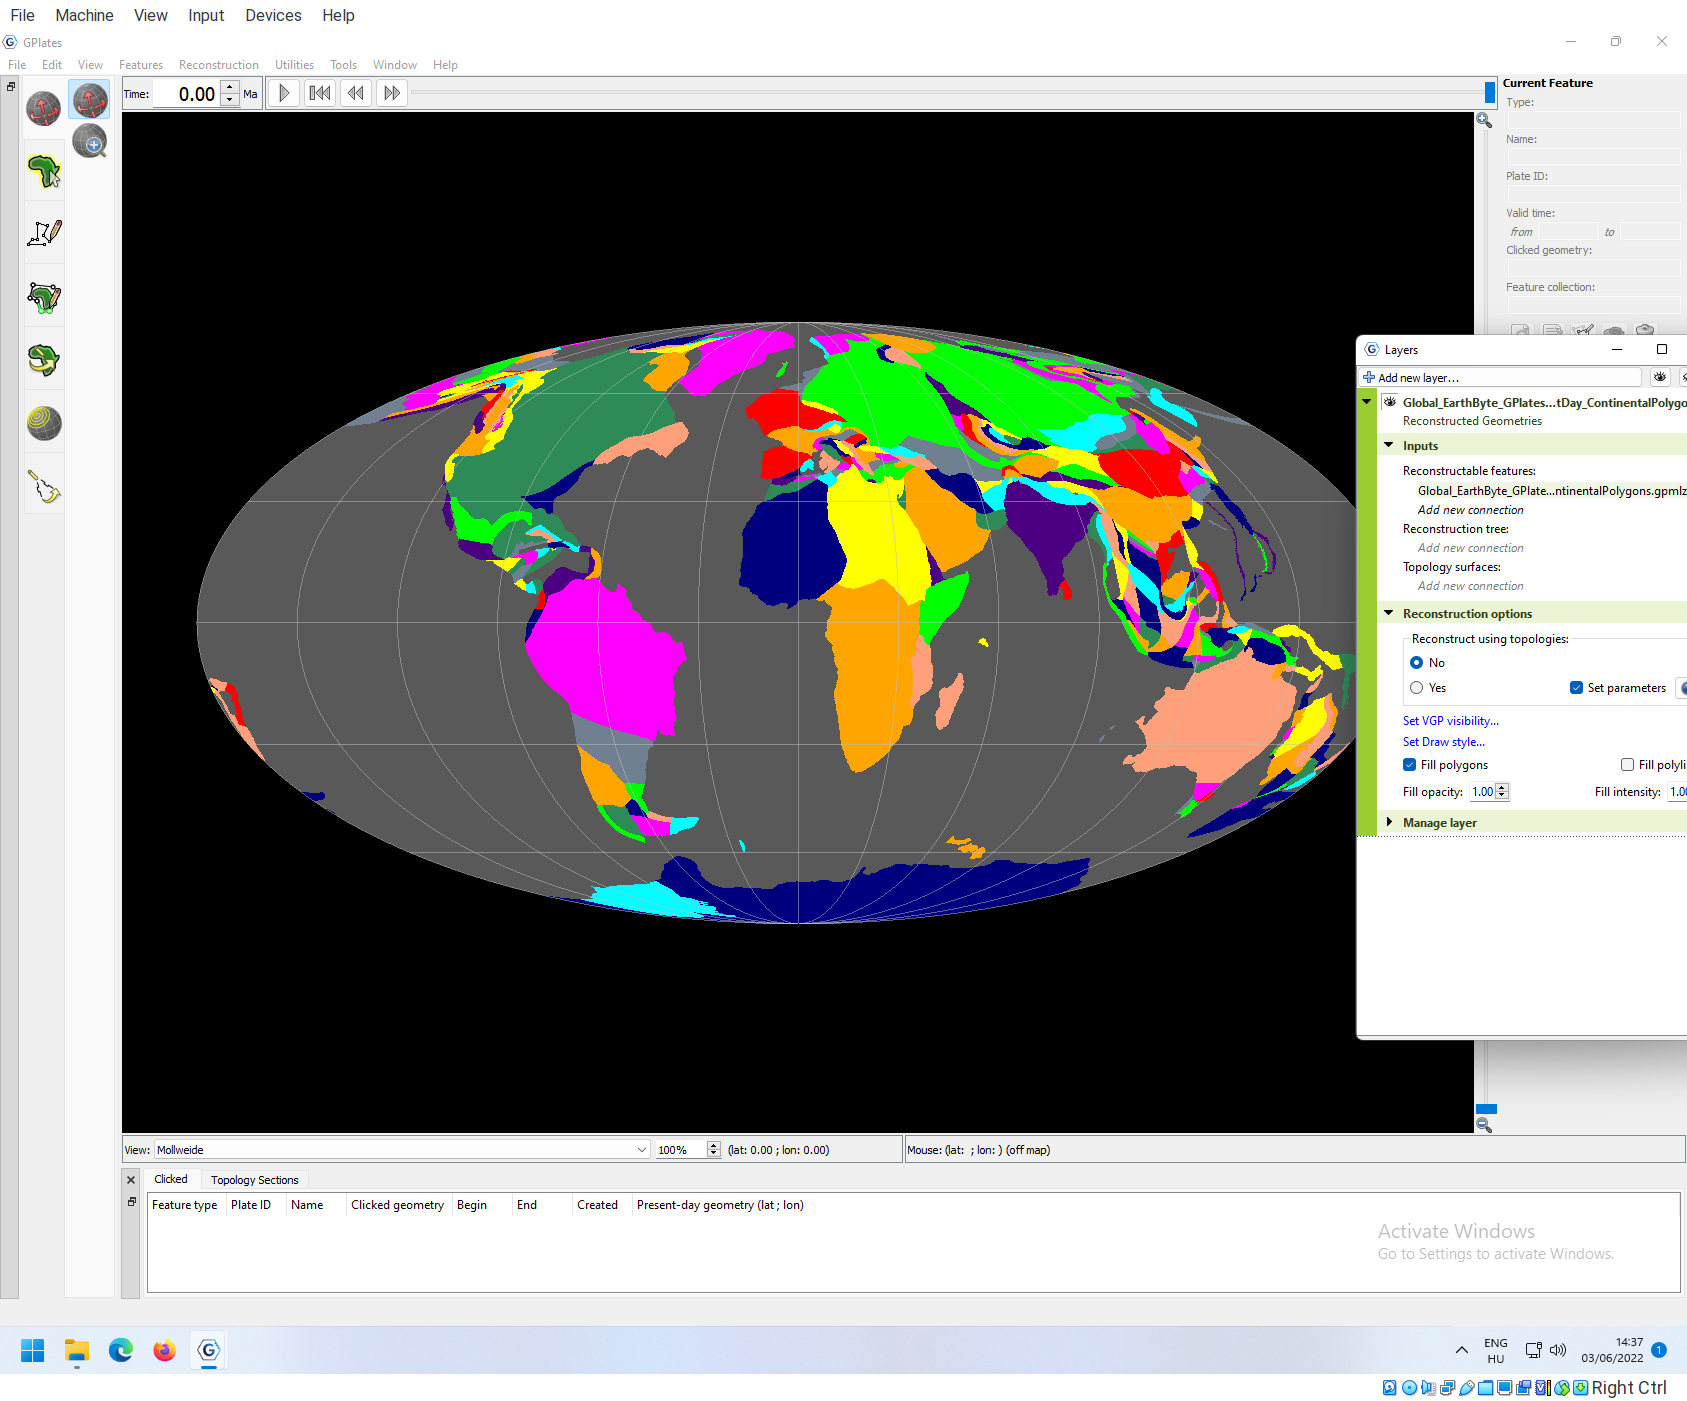 File Machine View Input Devices Help
GPlates
File Edit View Features Reconstruction Utilities Tools Window Help
Time: 0.00 Ma
Current Feature
Type:
Name:
Plate ID:
Valid time:
from to
Clicked geometry:
Feature collection:
Layers
Add new layer...
Global_EarthByte_GPlates...tDay_ContinentalPolygo
Reconstructed Geometries
Inputs
Reconstructable features:
Global_EarthByte_GPlate...ntinentalPolygons.gpmlz
Add new connection
Reconstruction tree:
Add new connection
Topology surfaces:
Add new connection
Reconstruction options
Reconstruct using topologies:
No
Yes Set parameters
Set VGP visibility...
Set Draw style...
Fill polygons Fill polyli
Fill opacity: 1.00 Fill intensity: 1.00
Manage layer
View: Mollweide 100% (lat: 0.00 ; lon: 0.00) Mouse: (lat: ; lon: ) (off map)
Clicked Topology Sections
Feature type Plate ID Name Clicked geometry Begin End Created Present-day geometry (lat ; lon)
Activate Windows
Go to Settings to activate Windows.
ENG
HU
14:37
03/06/2022
1
Right Ctrl